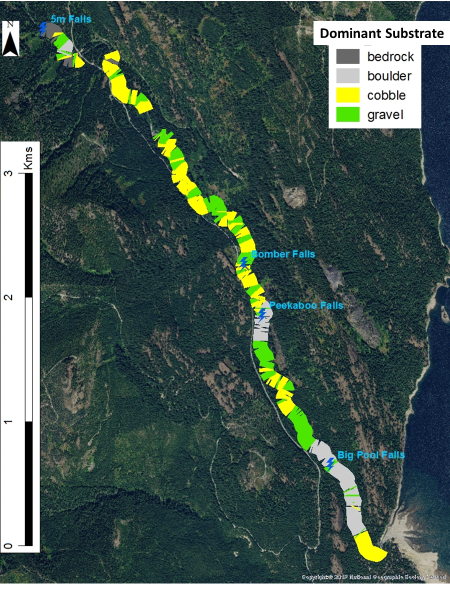 5m Falls
N
Dominant Substrate
bedrock
boulder
cobble
gravel
Kms
3
Bomber Falls
2
Peekaboo Falls
1
Big Pool Falls
0